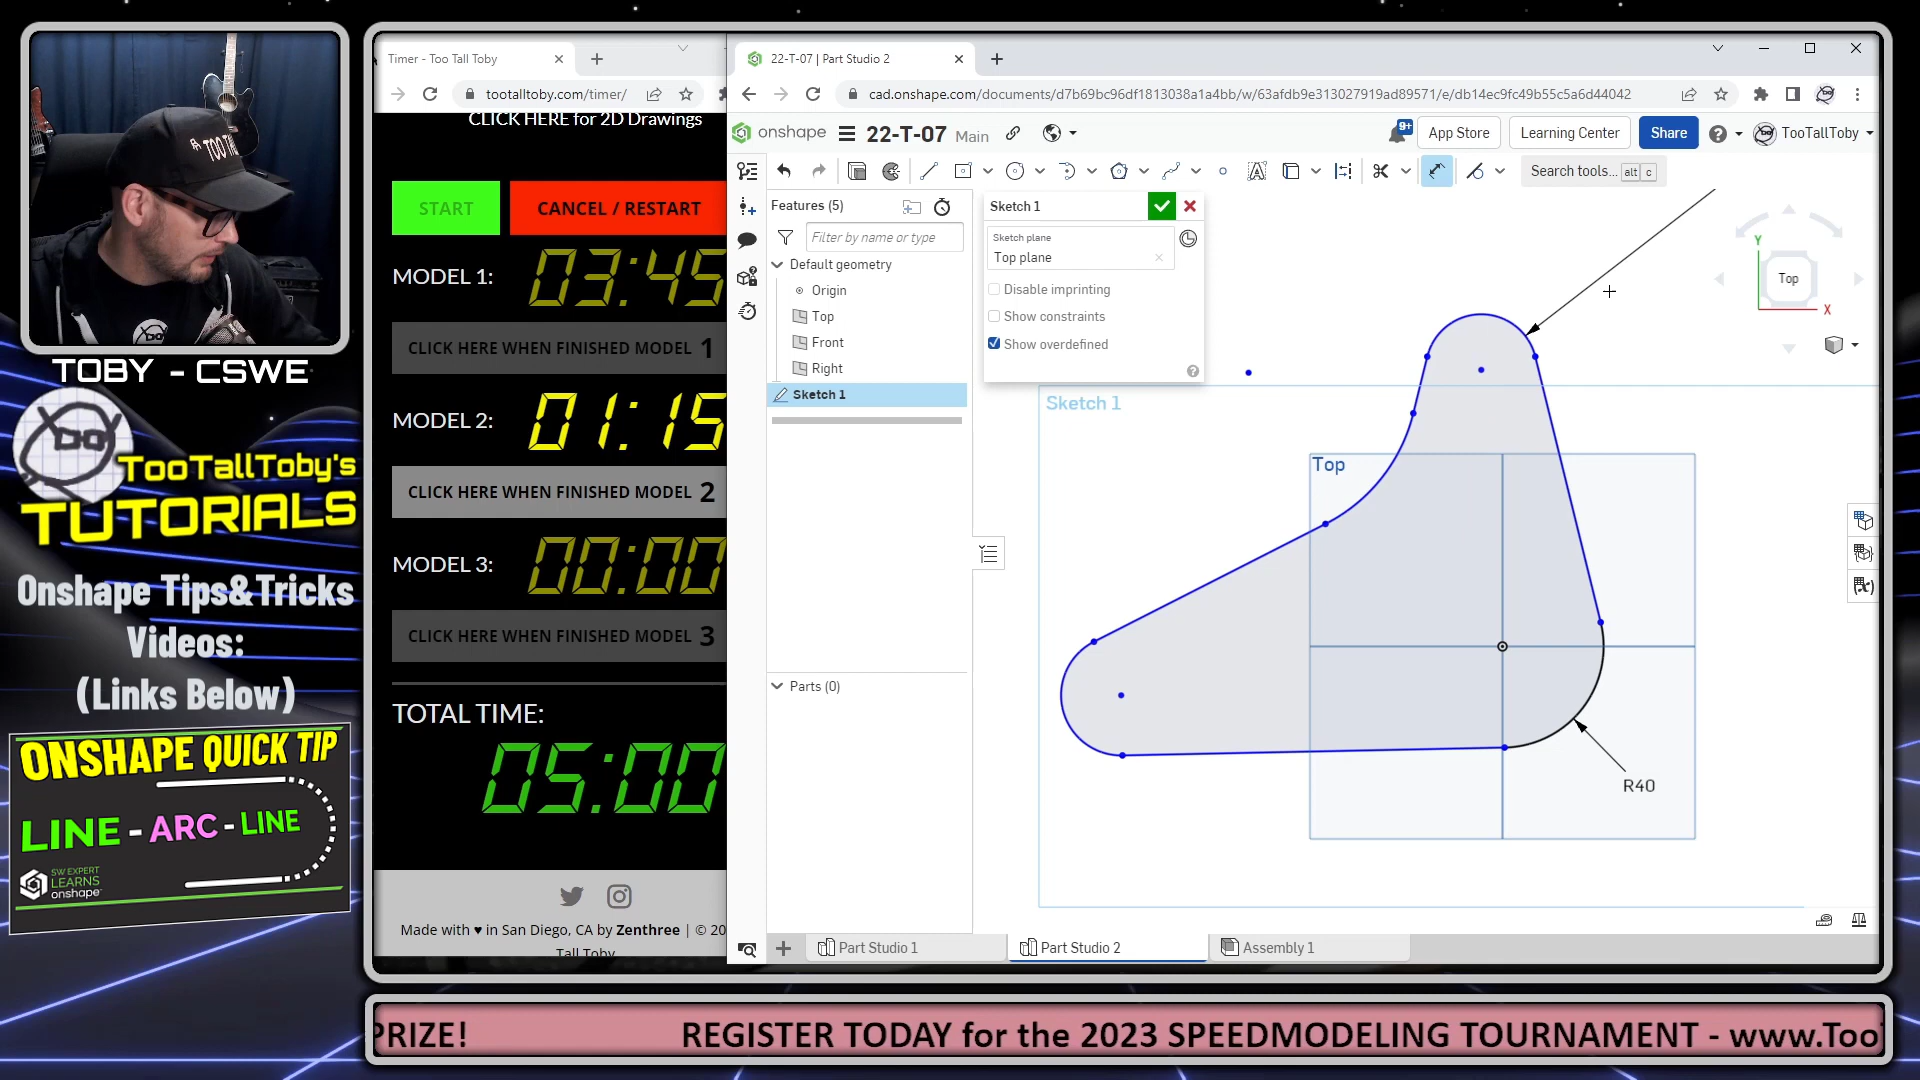 Timer - Too Tall Toby
22-T-07 | Part Studio 2
tootalltoby.com/timer/
cad.onshape.com/documents/d7b69bc96df1813038a1a4bb/w/63afdb9e313027919ad89571/e/db14ec9fc49b55c5a6d44042
CLICK HERE for 2D Drawings
onshape
22-T-07 Main
9+
App Store
Learning Center
Share
TooTallToby
Search tools... alt c
START
CANCEL / RESTART
MODEL 1:
03:45
CLICK HERE WHEN FINISHED MODEL 1
MODEL 2:
01:15
CLICK HERE WHEN FINISHED MODEL 2
MODEL 3:
00:00
CLICK HERE WHEN FINISHED MODEL 3
TOTAL TIME:
05:00
Made with ♥ in San Diego, CA by Zenthree | © 20
Tall Toby
Features (5)
Filter by name or type
Default geometry
Origin
Top
Front
Right
Sketch 1
Parts (0)
Sketch 1
Sketch plane
Top plane
Disable imprinting
Show constraints
Show overdefined
Sketch 1
Top
R40
Y
Top
X
Part Studio 1
Part Studio 2
Assembly 1
TOBY - CSWE
TooTallToby's
TUTORIALS
Onshape Tips&Tricks
Videos:
(Links Below)
ONSHAPE QUICK TIP
LINE - ARC - LINE
SW EXPERT
LEARNS
onshape
PRIZE! REGISTER TODAY for the 2023 SPEEDMODELING TOURNAMENT - www.Too